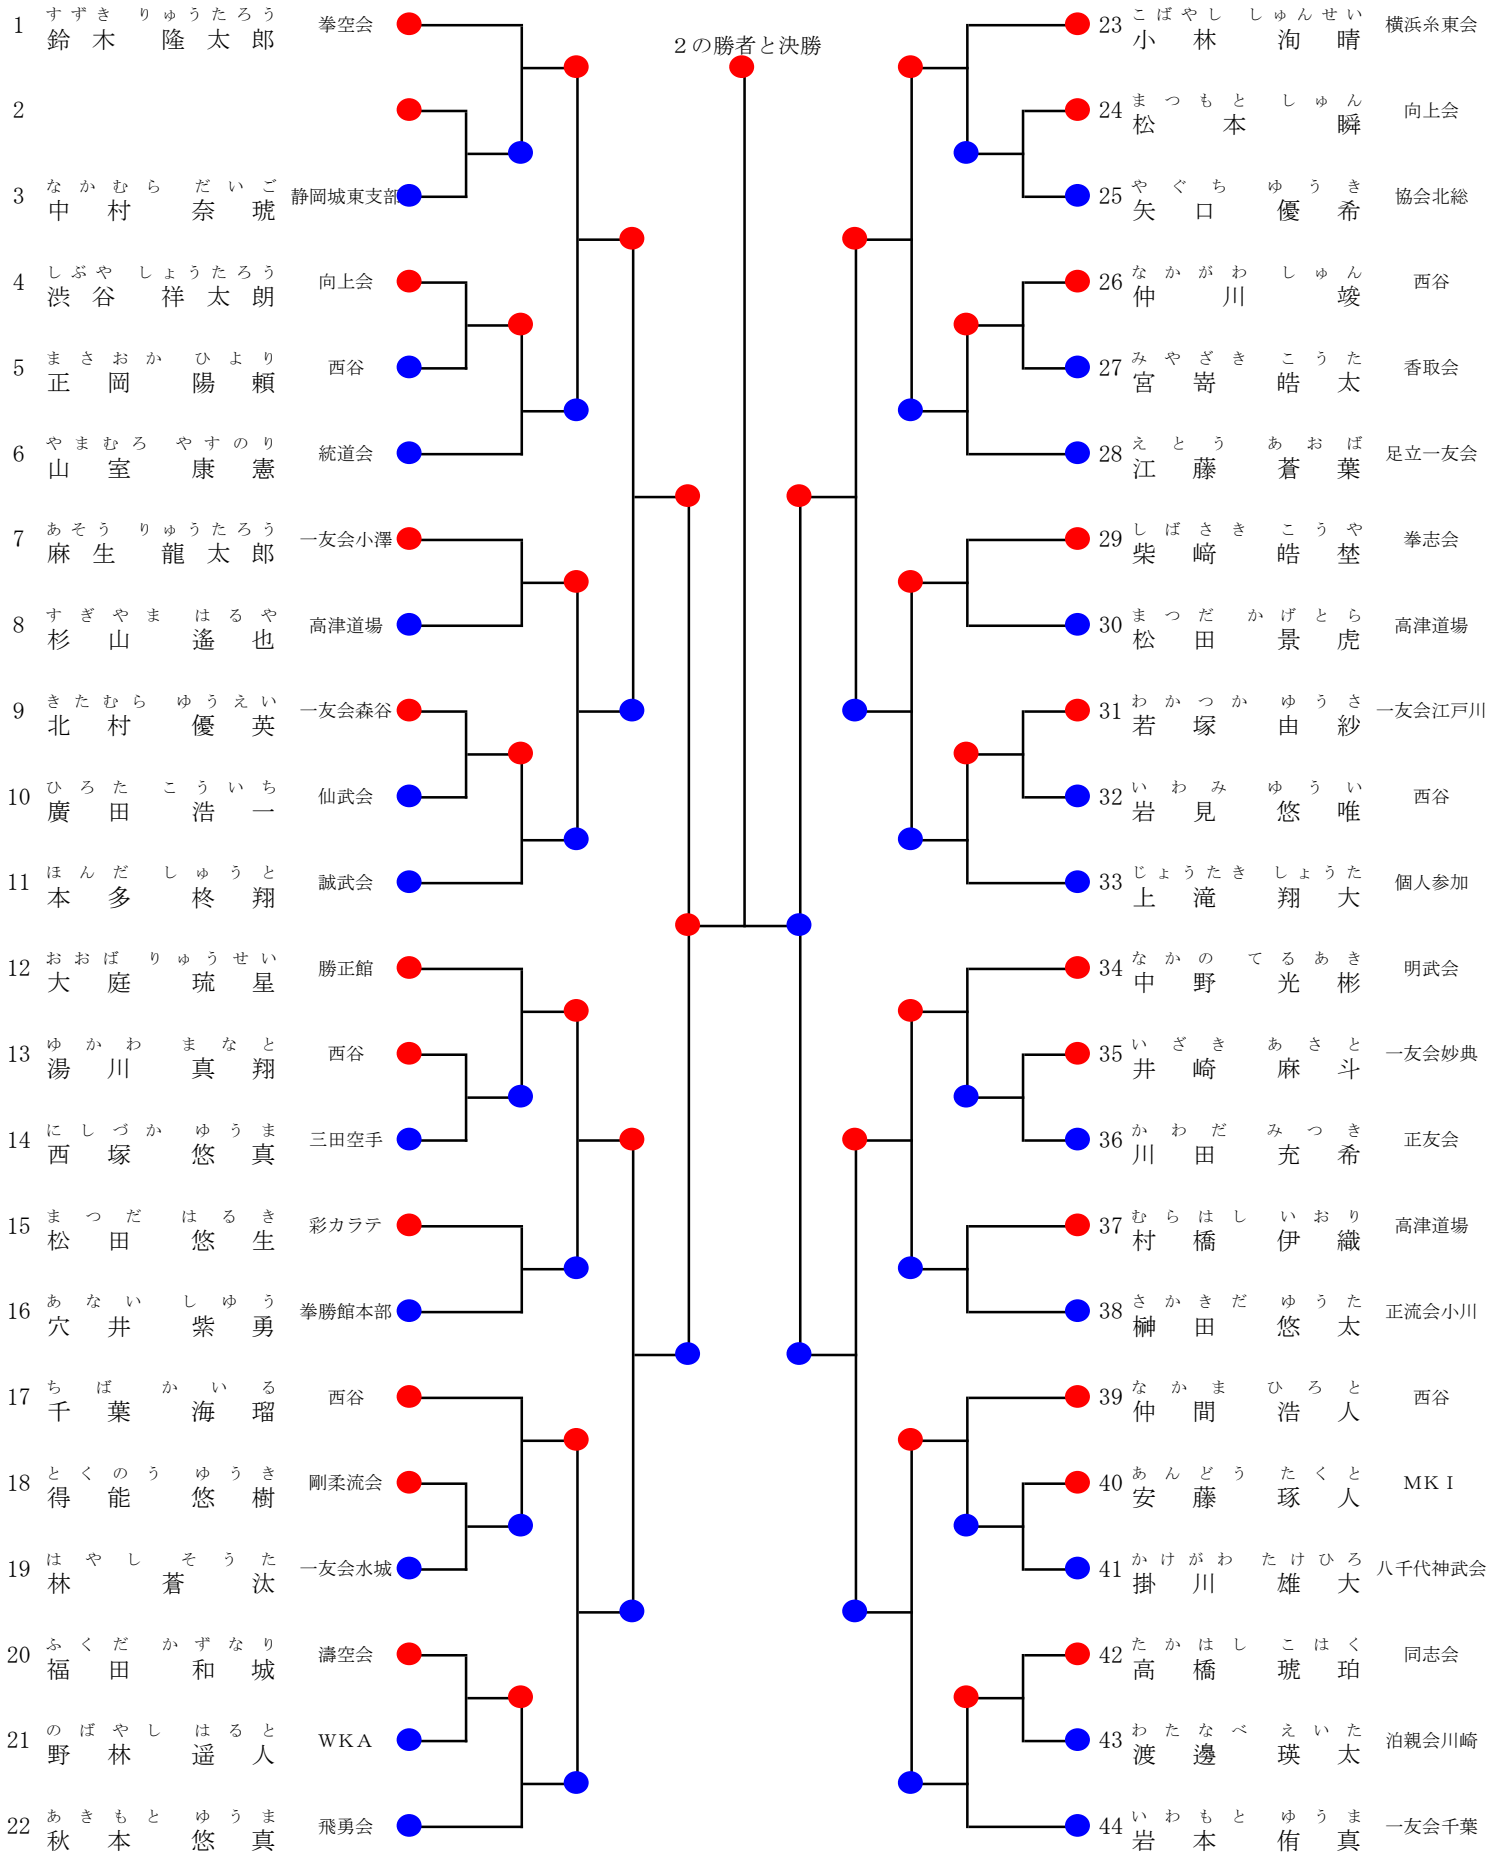 ２の勝者と決勝
すずき りゅうたろう
1 鈴木 隆太郎 拳空会
2
なかむら だいご
3 中村 奈琥 静岡城東支部
しぶや しょうたろう
4 渋谷 祥太朗 向上会
まさおか ひより
5 正岡 陽頼 西谷
やまむろ やすのり
6 山室 康憲 統道会
あそう りゅうたろう
7 麻生 龍太郎 一友会小澤
すぎやま はるや
8 杉山 遙也 高津道場
きたむら ゆうえい
9 北村 優英 一友会森谷
ひろた こういち
10 廣田 浩一 仙武会
ほんだ しゅうと
11 本多 柊翔 誠武会
おおば りゅうせい
12 大庭 琉星 勝正館
ゆかわ まなと
13 湯川 真翔 西谷
にしづか ゆうま
14 西塚 悠真 三田空手
まつだ はるき
15 松田 悠生 彩カラテ
あない しゆう
16 穴井 紫勇 拳勝館本部
ちば かいる
17 千葉 海瑠 西谷
とくのう ゆうき
18 得能 悠樹 剛柔流会
はやし そうた
19 林 蒼汰 一友会水城
ふくだ かずなり
20 福田 和城 濤空会
のばやし はると
21 野林 遥人 ＷＫＡ
あきもと ゆうま
22 秋本 悠真 飛勇会
こばやし しゅんせい
23 小林 洵晴 横浜糸東会
まつもと しゅん
24 松本 瞬 向上会
やぐち ゆうき
25 矢口 優希 協会北総
なかがわ しゅん
26 仲川 竣 西谷
みやざき こうた
27 宮嵜 皓太 香取会
えとう あおば
28 江藤 蒼葉 足立一友会
しばさき こうや
29 柴﨑 皓埜 拳志会
まつだ かげとら
30 松田 景虎 高津道場
わかつか ゆうさ
31 若塚 由紗 一友会江戸川
いわみ ゆうい
32 岩見 悠唯 西谷
じょうたき しょうた
33 上滝 翔大 個人参加
なかの てるあき
34 中野 光彬 明武会
いざき あさと
35 井崎 麻斗 一友会妙典
かわだ みつき
36 川田 充希 正友会
むらはし いおり
37 村橋 伊織 高津道場
さかきだ ゆうた
38 榊田 悠太 正流会小川
なかま ひろと
39 仲間 浩人 西谷
あんどう たくと
40 安藤 琢人 ＭＫＩ
かけがわ たけひろ
41 掛川 雄大 八千代神武会
たかはし こはく
42 高橋 琥珀 同志会
わたなべ えいた
43 渡邊 瑛太 泊親会川崎
いわもと ゆうま
44 岩本 侑真 一友会千葉